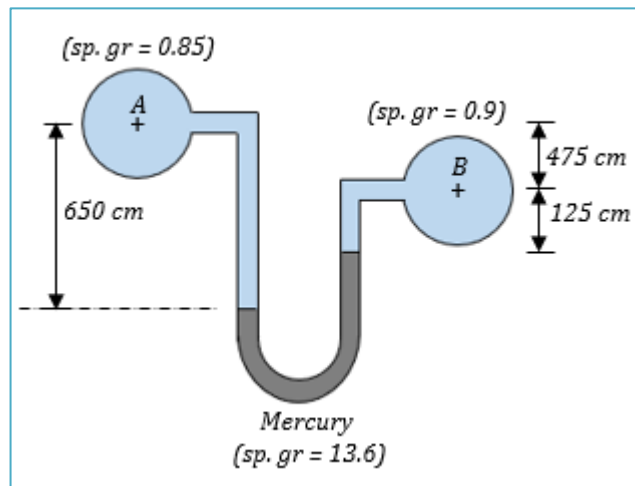 (sp. gr = 0.85)
A
+
650 cm
(sp. gr = 0.9)
B
+
475 cm
125 cm
Mercury
(sp. gr = 13.6)